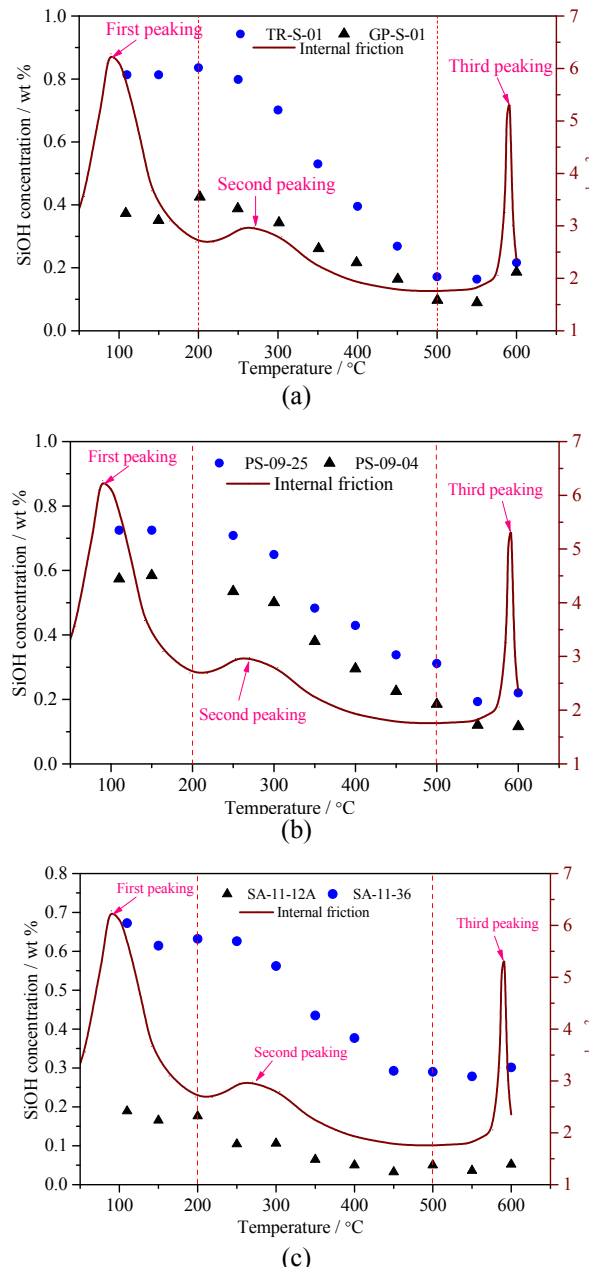 First peaking
TR-S-01 GP-S-01
Internal friction
Third peaking
Second peaking
SiOH concentration / wt %
1.0
0.8
0.6
0.4
0.2
0.0
7
6
5
4
3
2
1
100 200 300 400 500 600
Temperature / °C
(a)
First peaking
PS-09-25 PS-09-04
Internal friction
Third peaking
Second peaking
SiOH concentration / wt %
1.0
0.8
0.6
0.4
0.2
0.0
7
6
5
4
3
2
1
100 200 300 400 500 600
Temperature / °C
(b)
First peaking
SA-11-12A SA-11-36
Internal friction
Third peaking
Second peaking
SiOH concentration / wt %
0.8
0.7
0.6
0.5
0.4
0.3
0.2
0.1
0.0
7
6
5
4
3
2
1
100 200 300 400 500 600
Temperature / °C
(c)